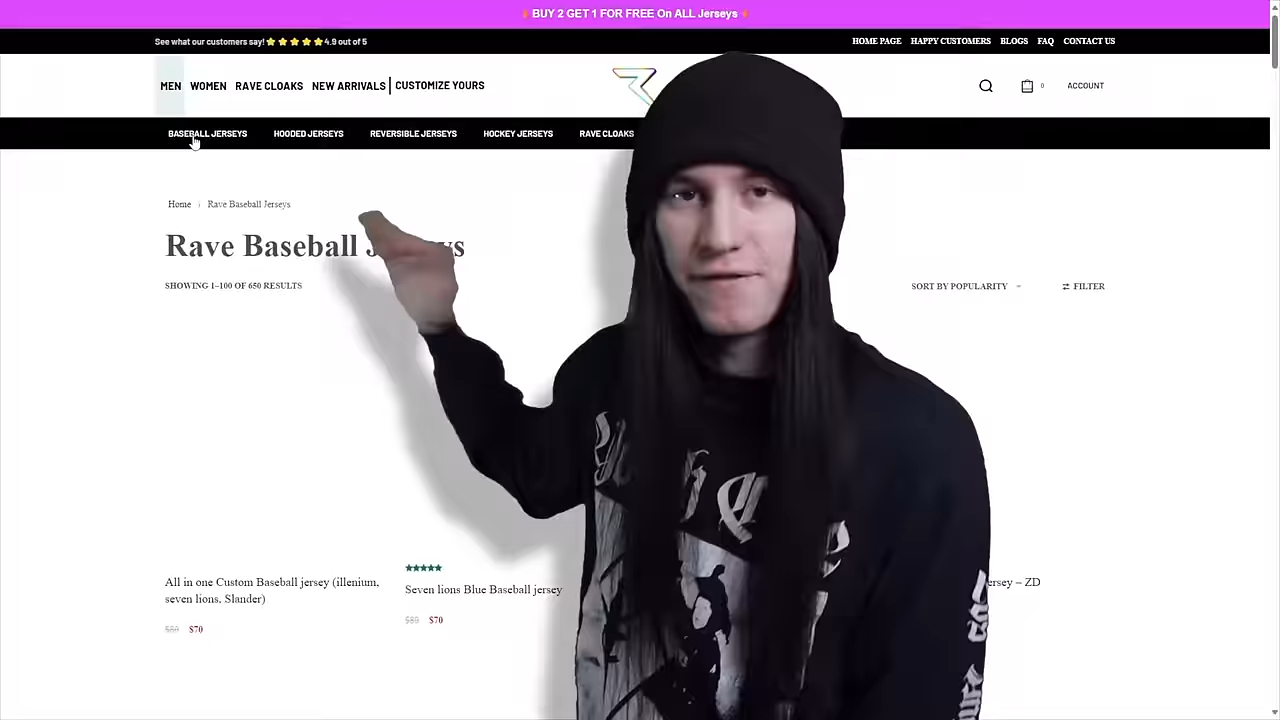 BUY 2 GET 1 FOR FREE On ALL Jerseys
See what our customers say! 4.9 out of 5
HOME PAGE HAPPY CUSTOMERS BLOGS FAQ CONTACT US
MEN WOMEN RAVE CLOAKS NEW ARRIVALS CUSTOMIZE YOURS
0 ACCOUNT
BASEBALL JERSEYS HOODED JERSEYS REVERSIBLE JERSEYS HOCKEY JERSEYS RAVE CLOAKS
Home › Rave Baseball Jerseys
Rave Baseball
SHOWING 1–100 OF 650 RESULTS
SORT BY POPULARITY
FILTER
All in one Custom Baseball jersey (illenium,
seven lions, Slander)
$80 $70
Seven lions Blue Baseball jersey
$80 $70
– ZD